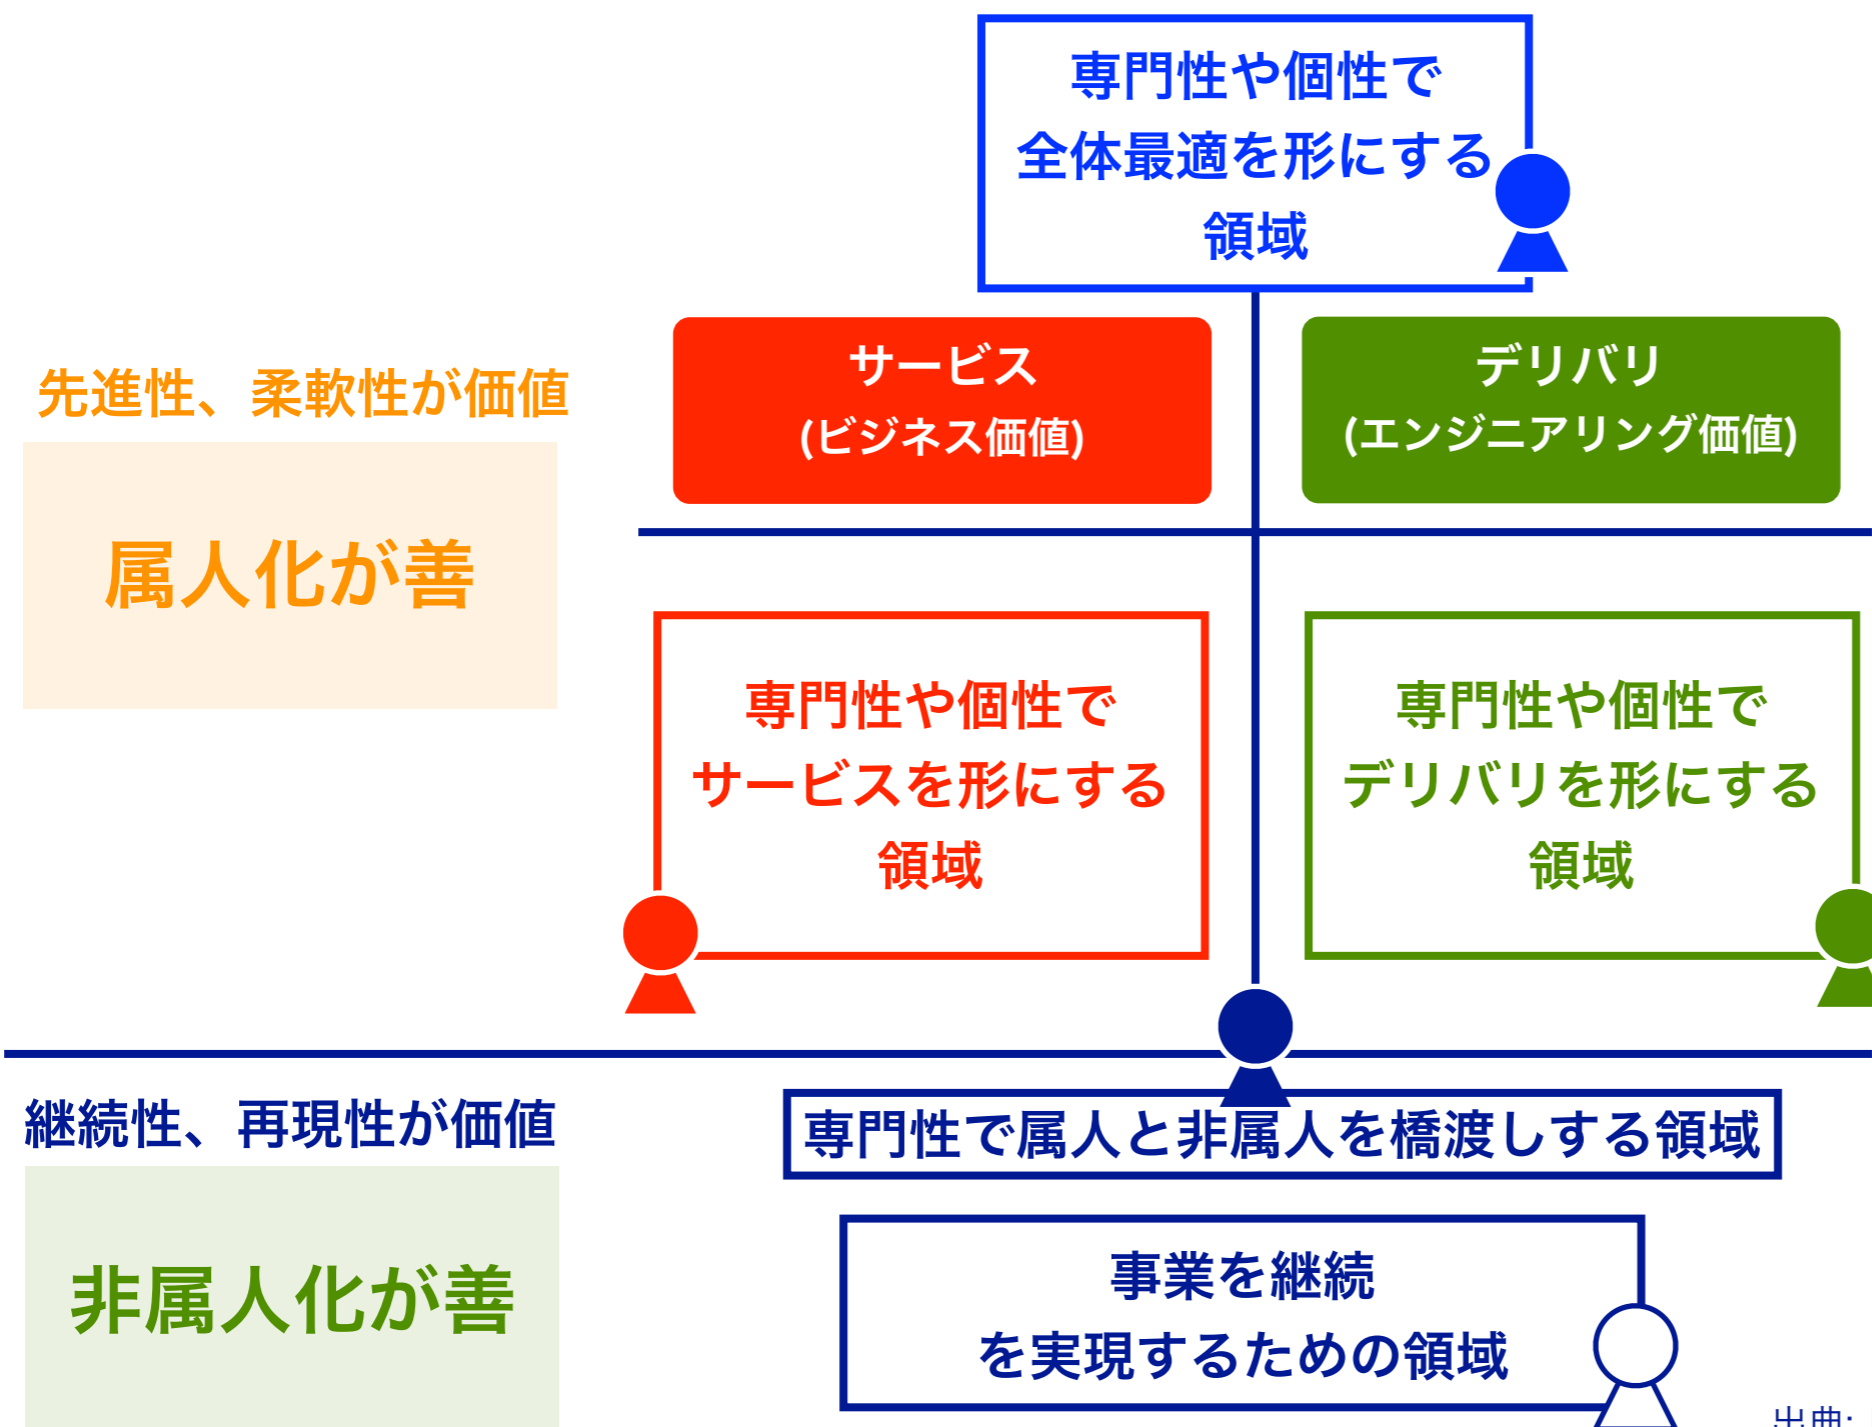 専門性や個性で
全体最適を形にする
領域
サービス
(ビジネス価値)
デリバリ
(エンジニアリング価値)
先進性、柔軟性が価値
属人化が善
専門性や個性で
サービスを形にする
領域
専門性や個性で
デリバリを形にする
領域
継続性、再現性が価値
非属人化が善
専門性で属人と非属人を橋渡しする領域
事業を継続
を実現するための領域
出典: